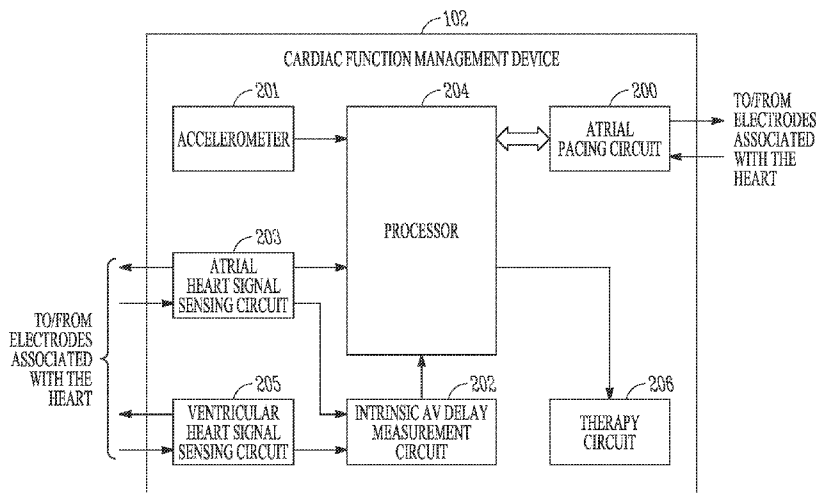 102
CARDIAC FUNCTION MANAGEMENT DEVICE
201
ACCELEROMETER
204
PROCESSOR
200
ATRIAL
PACING CIRCUIT
TO/FROM
ELECTRODES
ASSOCIATED
WITH THE
HEART
203
ATRIAL
HEART SIGNAL
SENSING CIRCUIT
TO/FROM
ELECTRODES
ASSOCIATED
WITH THE
HEART
205
VENTRICULAR
HEART SIGNAL
SENSING CIRCUIT
202
INTRINSIC AV DELAY
MEASUREMENT
CIRCUIT
206
THERAPY
CIRCUIT